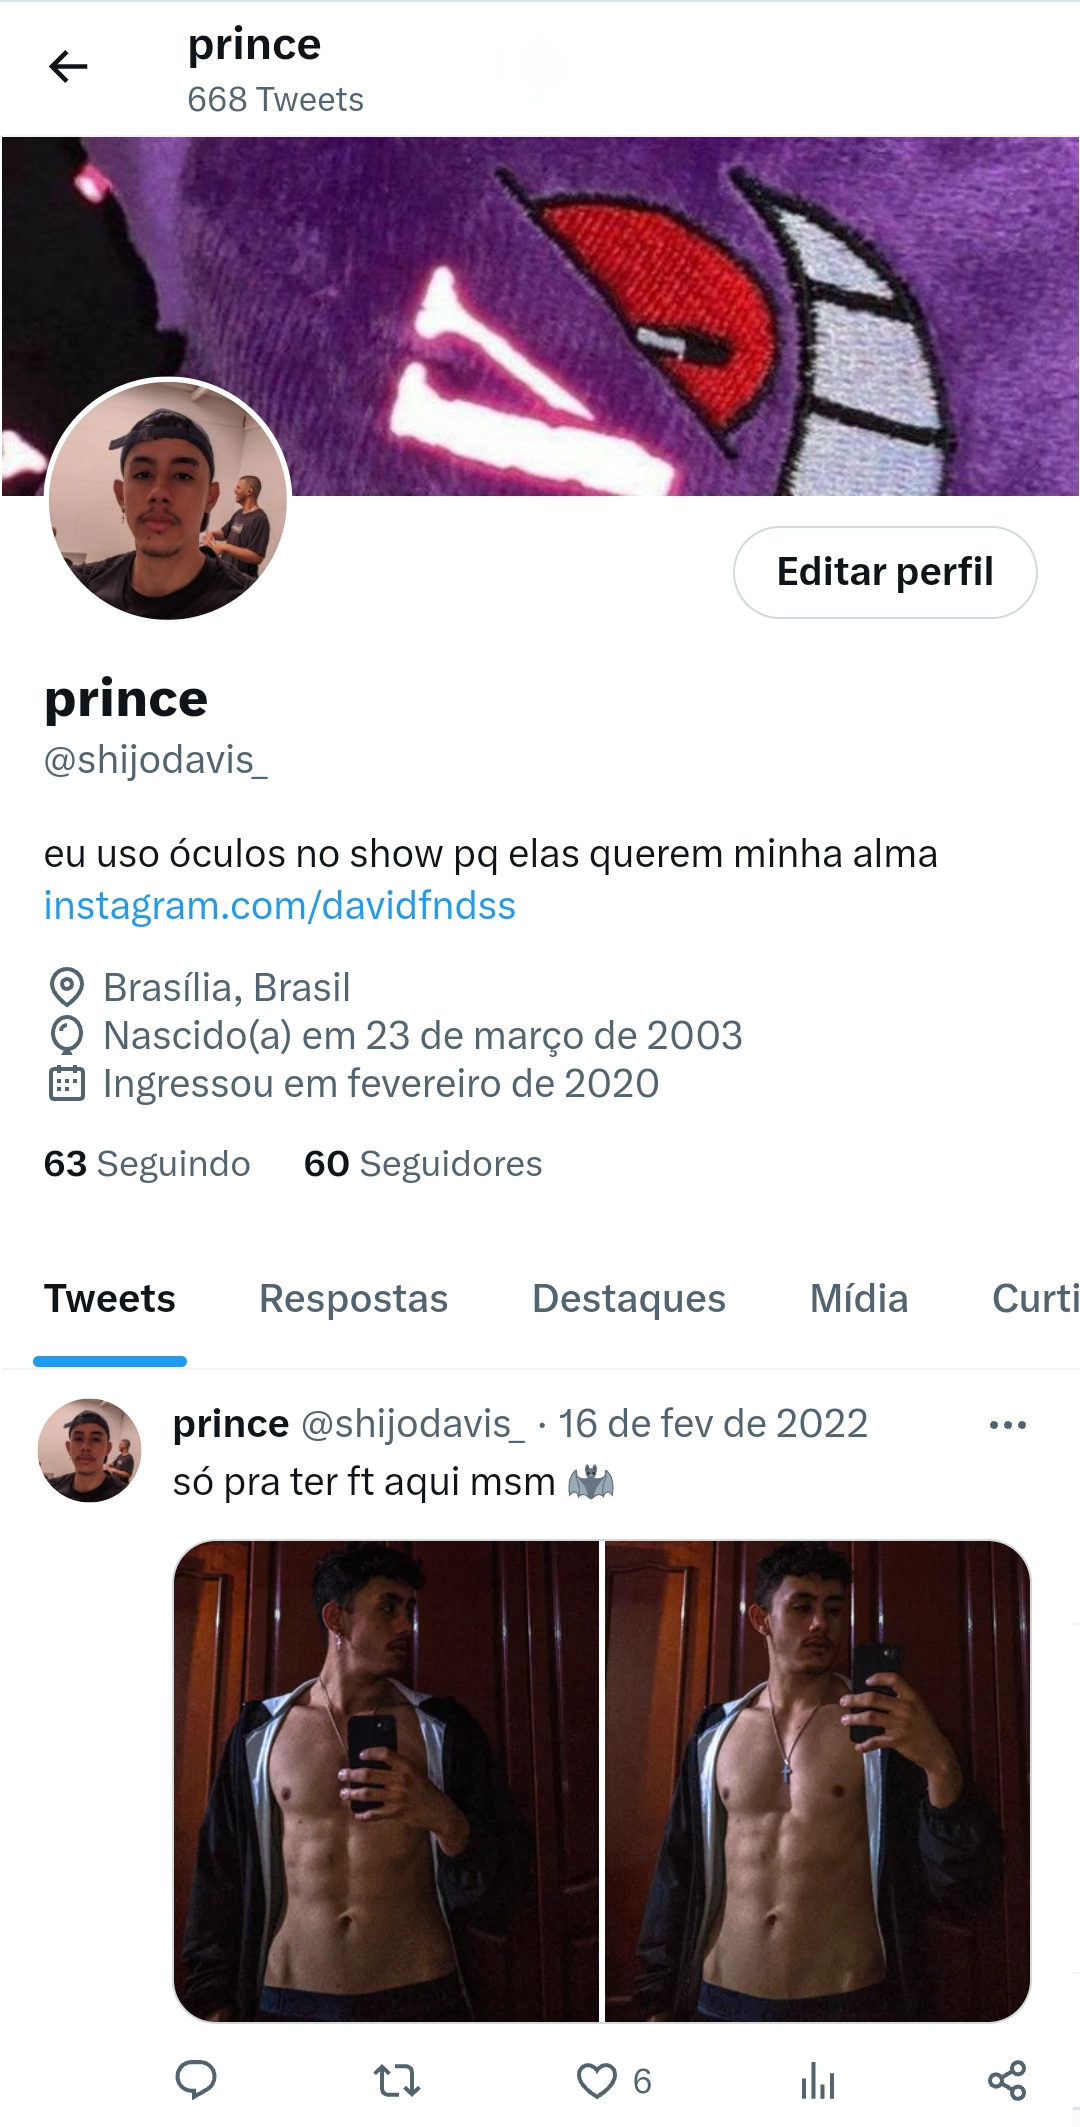 prince
668 Tweets
Editar perfil
prince
@shijodavis_
eu uso óculos no show pq elas querem minha alma
instagram.com/davidfndss
Brasília, Brasil
Nascido(a) em 23 de março de 2003
Ingressou em fevereiro de 2020
63 Seguindo 60 Seguidores
Tweets Respostas Destaques Mídia Curti
prince @shijodavis_ · 16 de fev de 2022
só pra ter ft aqui msm 🦇
6